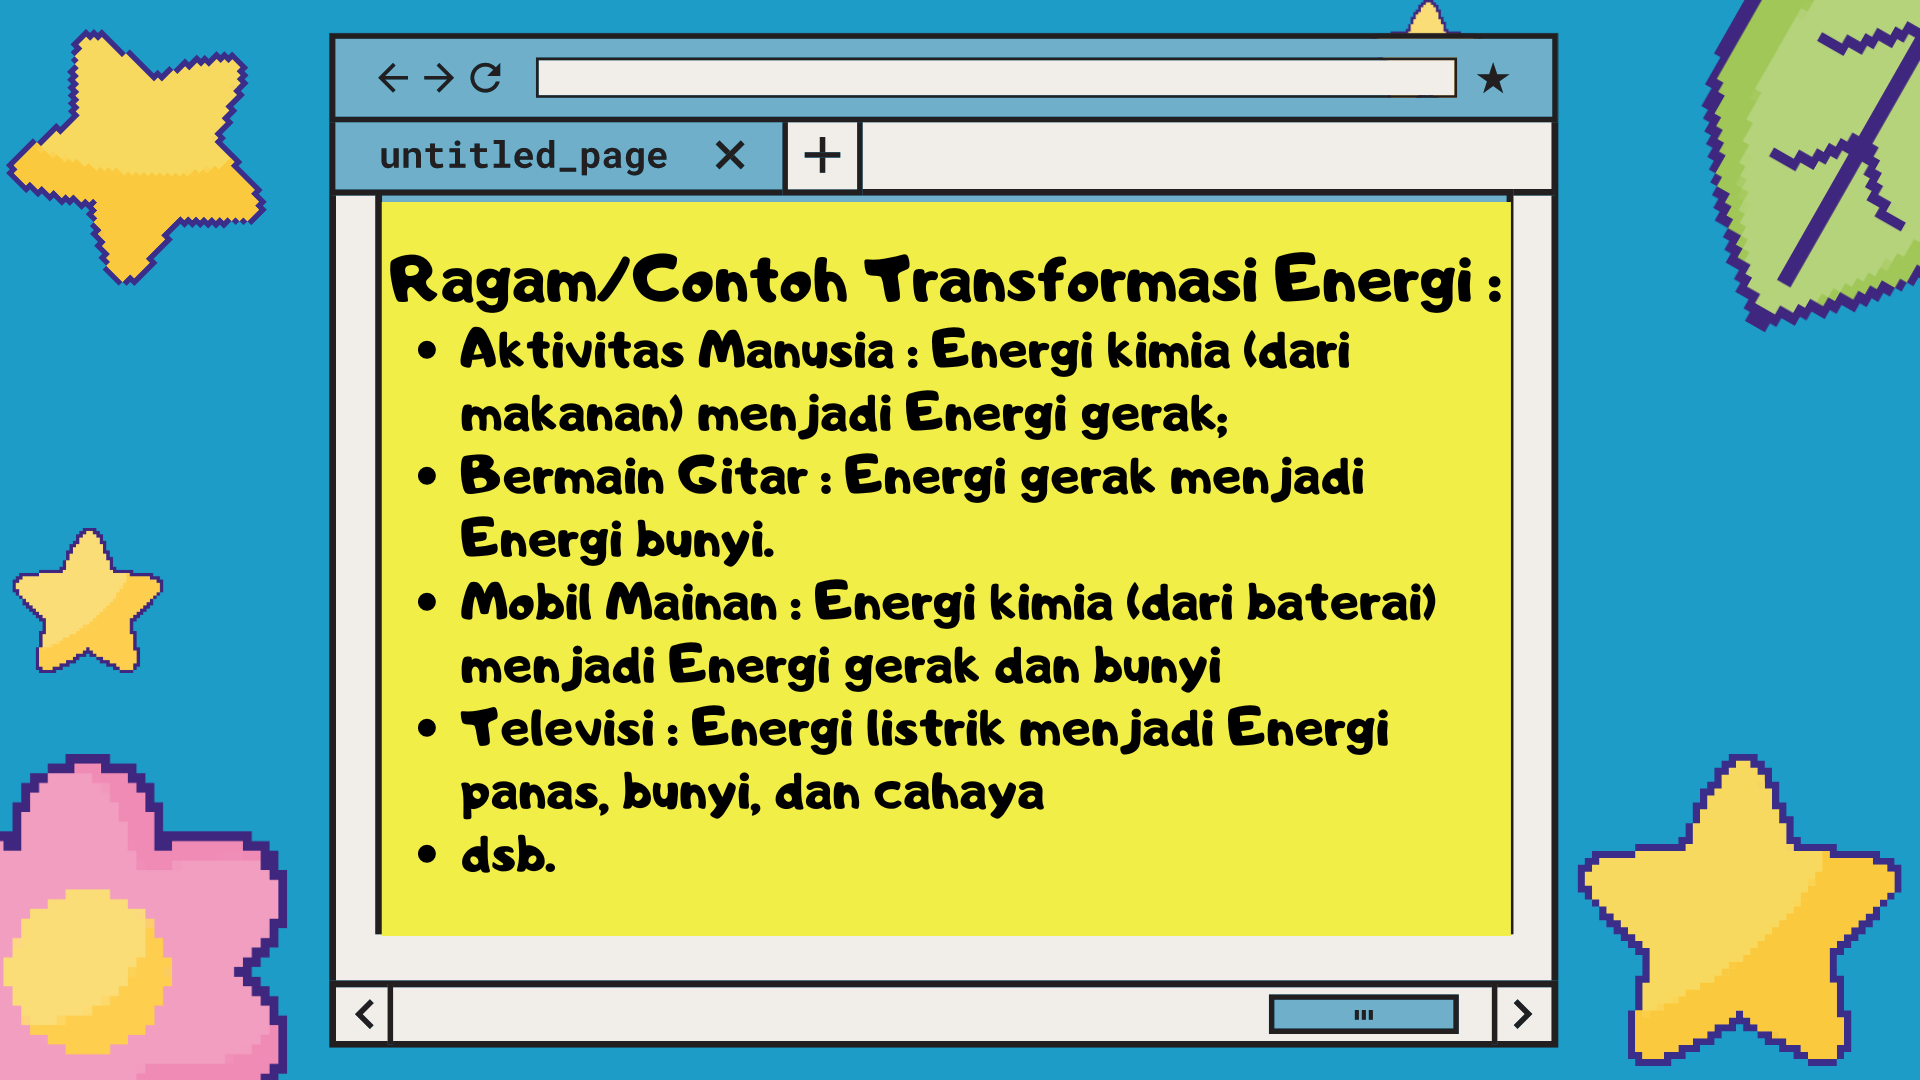 untitled_page
Ragam/Contoh Transformasi Energi :
• Aktivitas Manusia : Energi kimia (dari
makanan) menjadi Energi gerak;
• Bermain Gitar : Energi gerak menjadi
Energi bunyi.
• Mobil Mainan : Energi kimia (dari baterai)
menjadi Energi gerak dan bunyi
• Televisi : Energi listrik menjadi Energi
panas, bunyi, dan cahaya
• dsb.